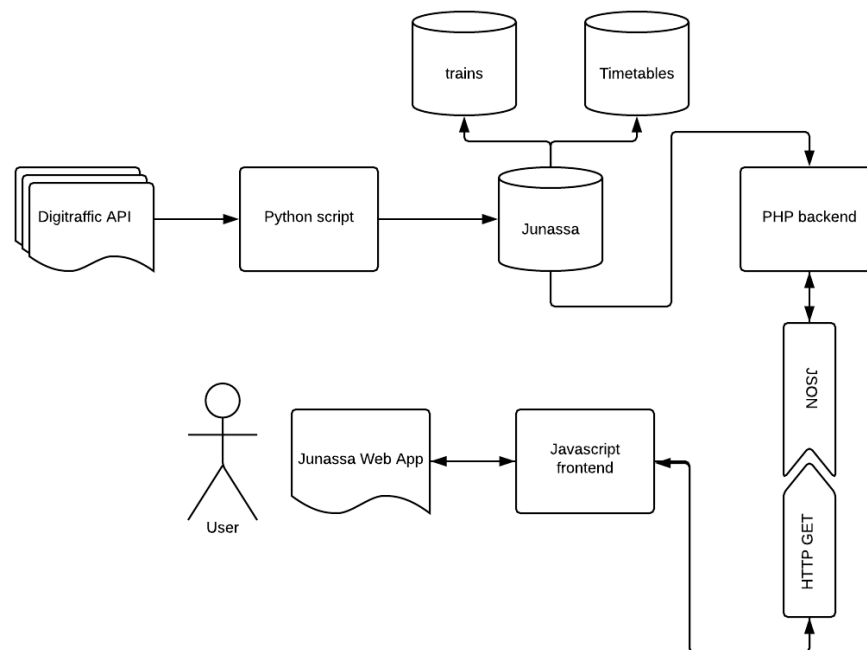 trains
Timetables
Digitraffic API
Python script
Junassa
PHP backend
JSON
Junassa Web App
Javascript
frontend
HTTP GET
User